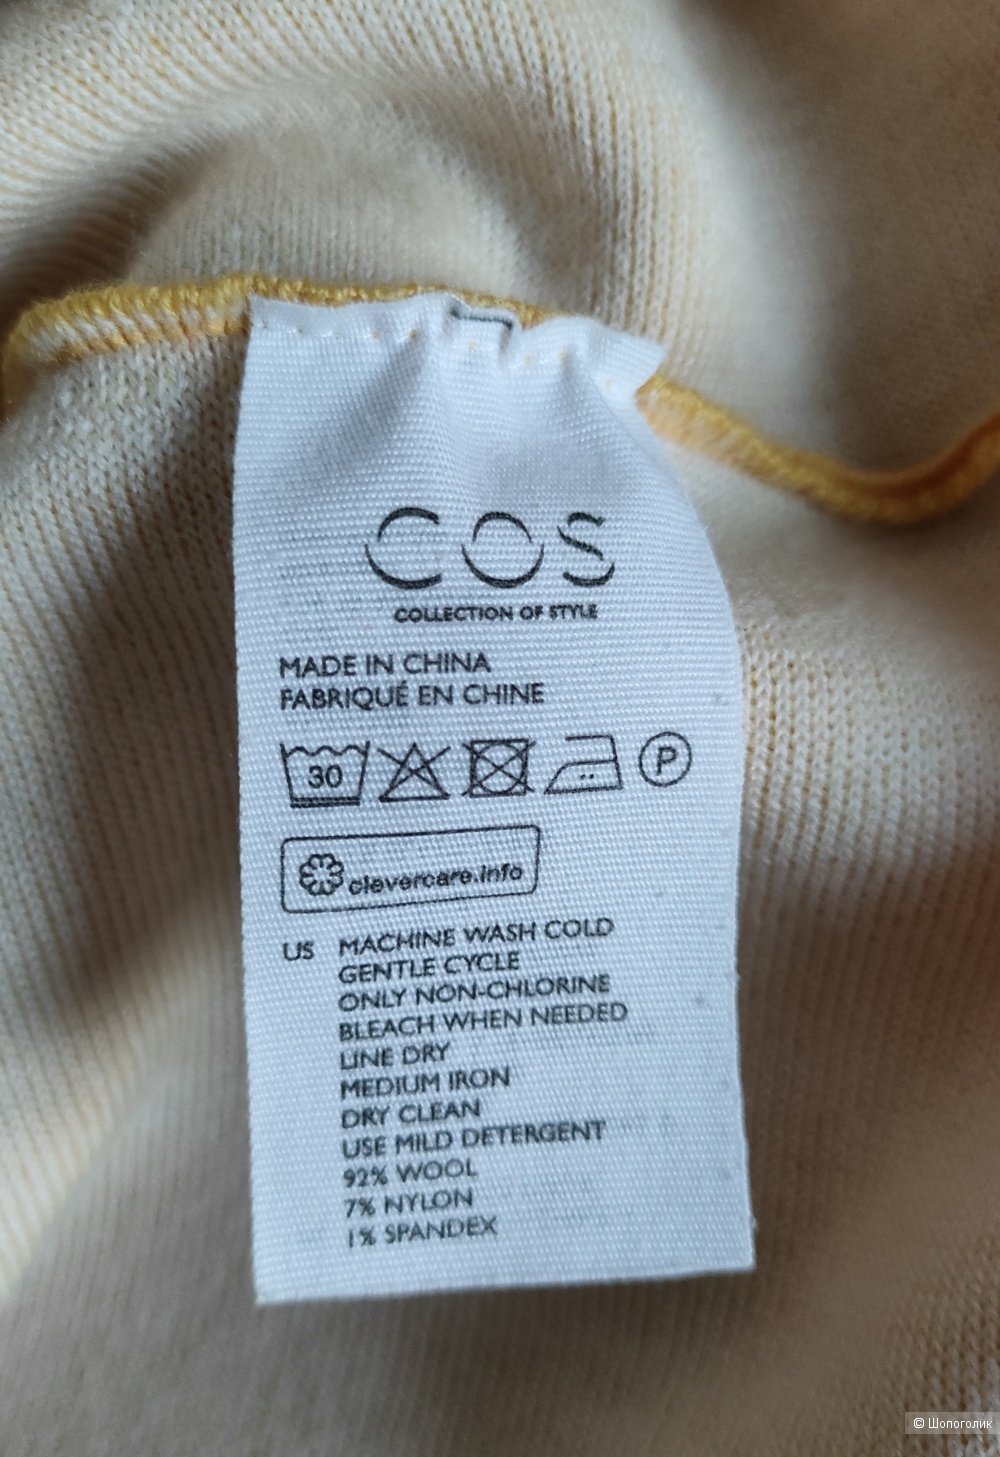 COS
COLLECTION OF STYLE
MADE IN CHINA
FABRIQUÉ EN CHINE
30 P
clevercare.info
US MACHINE WASH COLD
GENTLE CYCLE
ONLY NON-CHLORINE
BLEACH WHEN NEEDED
LINE DRY
MEDIUM IRON
DRY CLEAN
USE MILD DETERGENT
92% WOOL
7% NYLON
1% SPANDEX
© Шопоголик